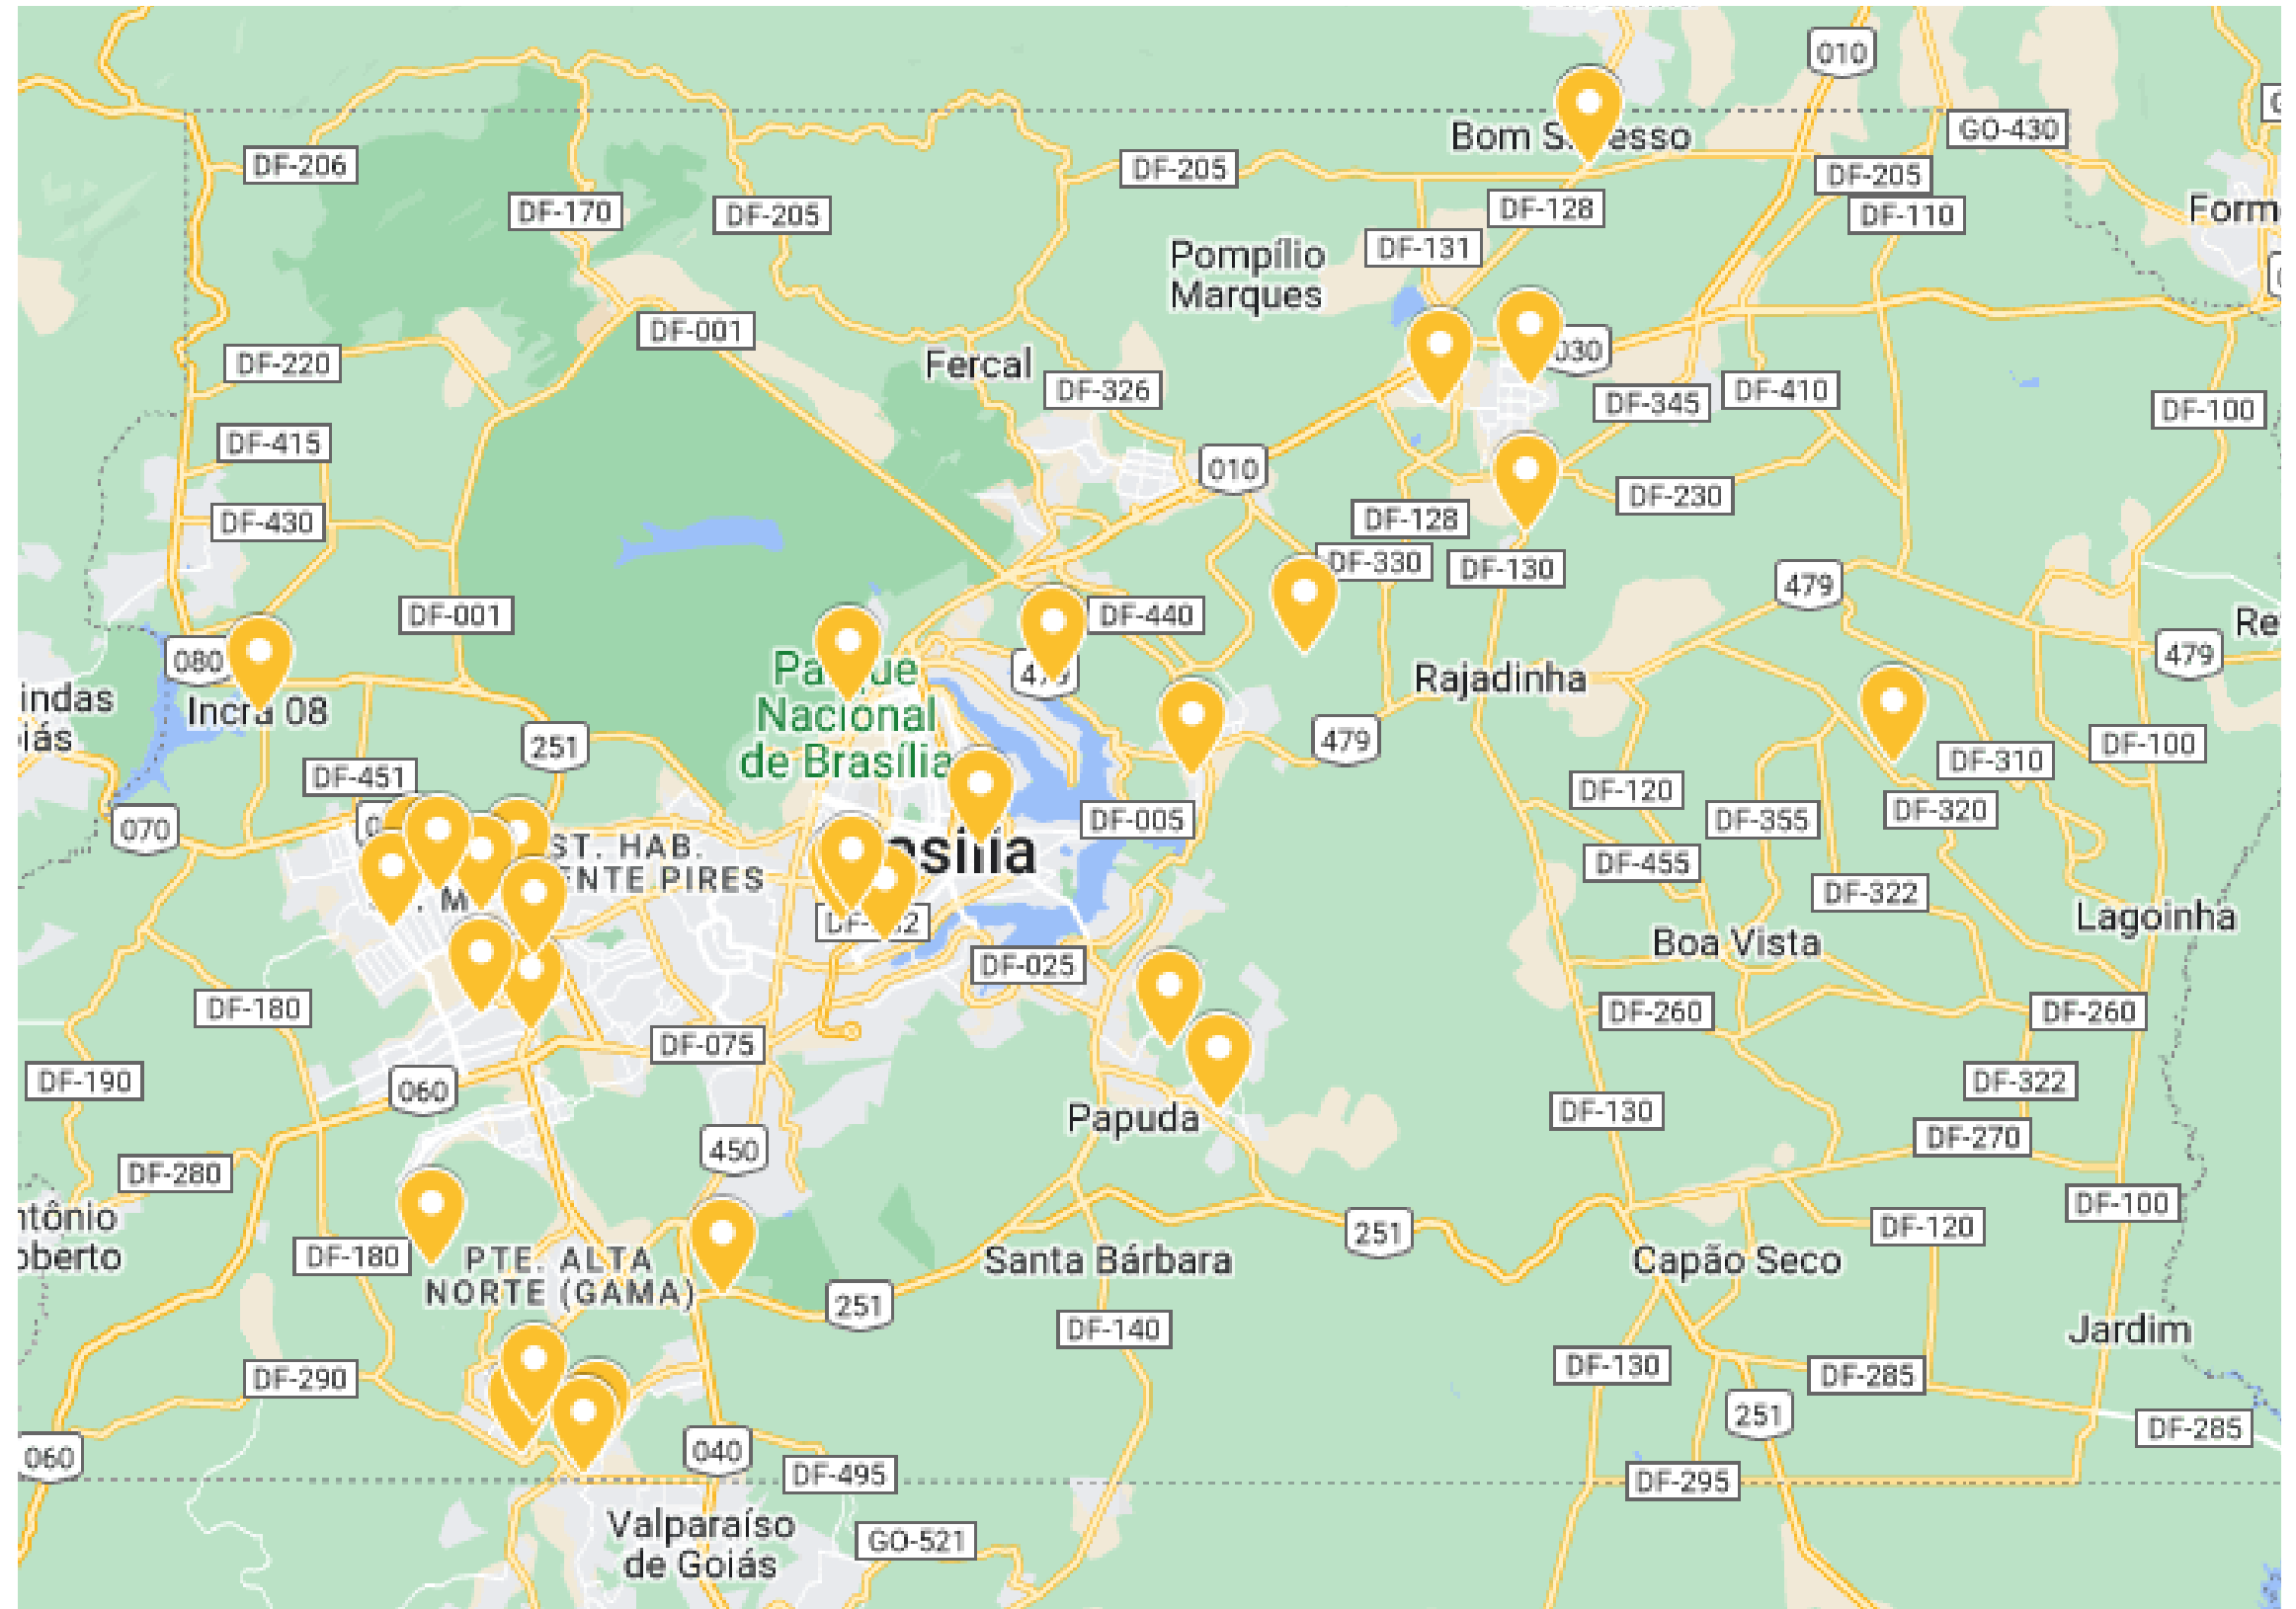 010
Bom S esso
GO-430
DF-206
DF-205
DF-205
DF-170
DF-205
DF-128
DF-110
Form
Pompílio
Marques
DF-131
DF-001
030
DF-220
Fercal
DF-326
DF-345
DF-410
DF-100
DF-415
010
DF-430
DF-128
DF-230
DF-330
DF-130
479
DF-001
DF-440
Re
080
Pa que
Nacional
de Brasília
479
Rajadinha
indas
iás
Incra 08
251
479
DF-100
DF-451
DF-310
070
DF-005
DF-120
DF-355
DF-320
ST. HAB.
ENTE PIRES
. M
sília
DF-455
DF-322
Lagoinha
Boa Vista
DF-025
DF-180
DF-260
DF-260
DF-075
DF-190
060
DF-322
Papuda
DF-130
DF-270
450
DF-280
DF-100
ntônio
oberto
DF-180
PTE. ALTA
NORTE (GAMA)
251
Santa Bárbara
251
DF-120
Capão Seco
DF-140
Jardim
DF-290
DF-130
DF-285
251
DF-285
060
040
DF-495
DF-295
Valparaíso
de Goiás
GO-521